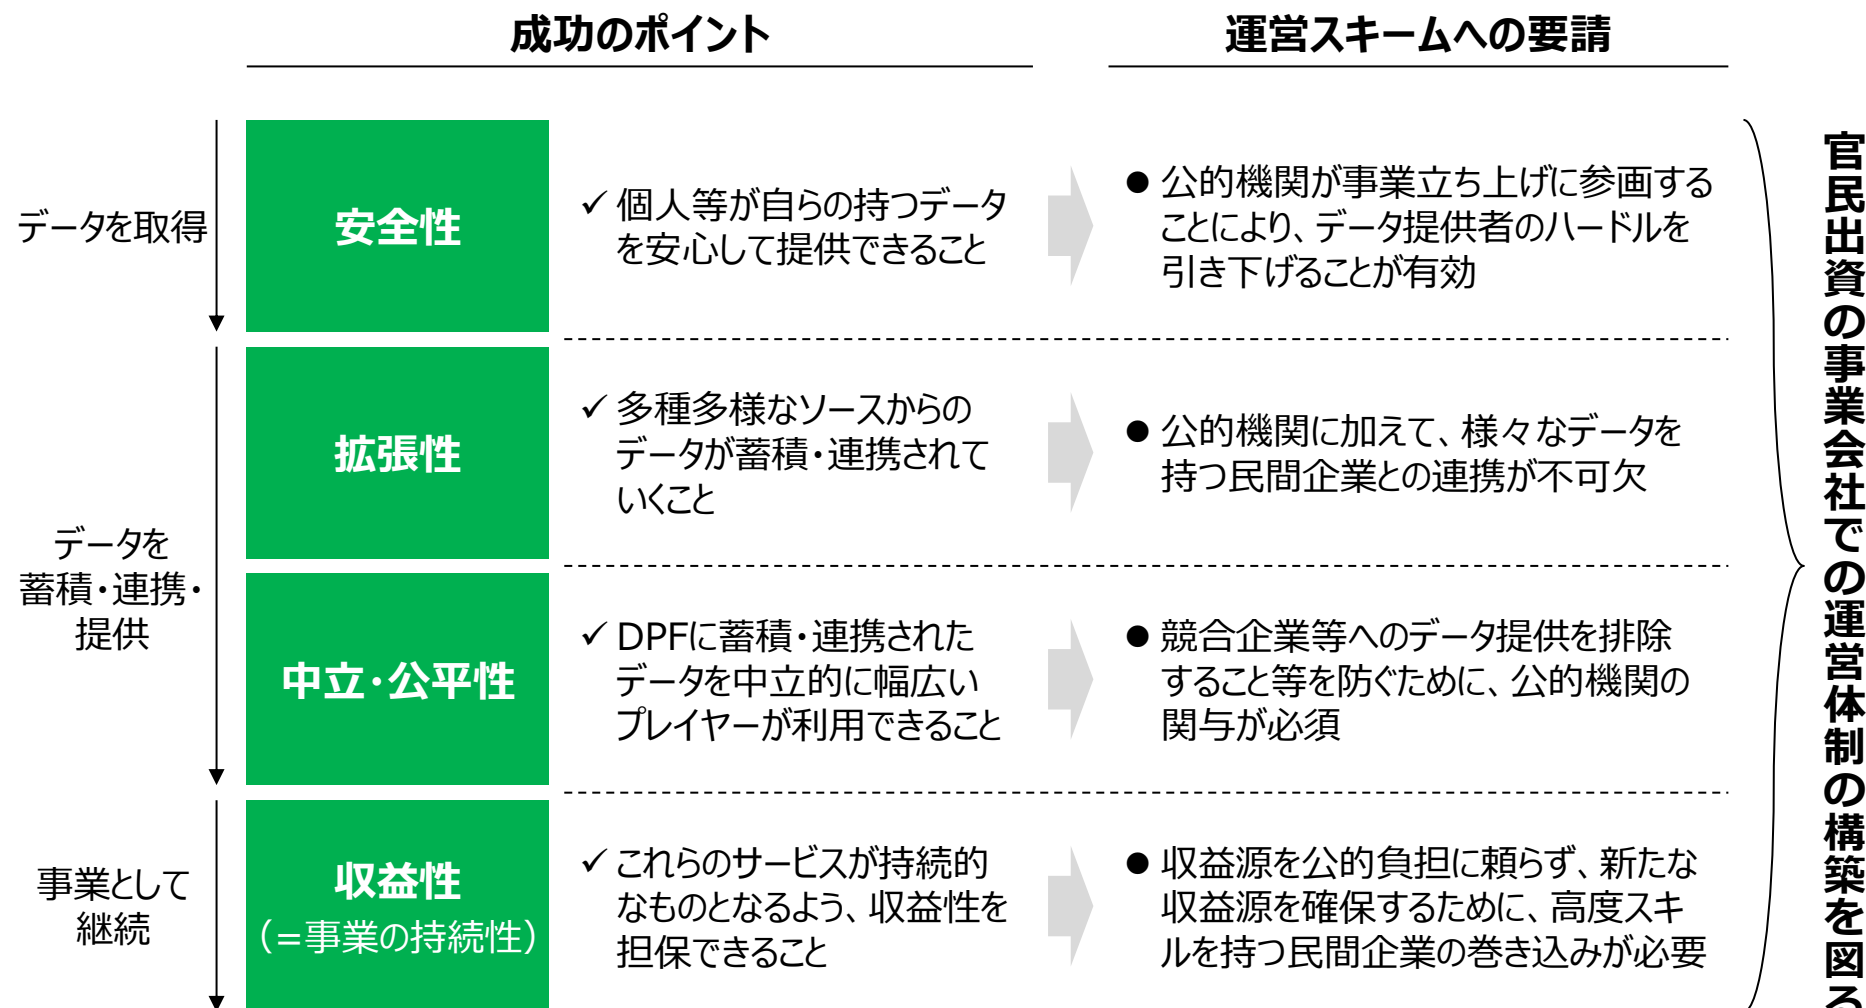 成功のポイント
運営スキームへの要請
データを取得
安全性
✓ 個人等が自らの持つデータ
を安心して提供できること
● 公的機関が事業立ち上げに参画する
ことにより、データ提供者のハードルを
引き下げることが有効
データを
蓄積・連携・
提供
拡張性
✓ 多種多様なソースからの
データが蓄積・連携されて
いくこと
● 公的機関に加えて、様々なデータを
持つ民間企業との連携が不可欠
中立・公平性
✓ DPFに蓄積・連携された
データを中立的に幅広い
プレイヤーが利用できること
● 競合企業等へのデータ提供を排除
すること等を防ぐために、公的機関の
関与が必須
事業として
継続
収益性
（=事業の持続性）
✓ これらのサービスが持続的
なものとなるよう、収益性を
担保できること
● 収益源を公的負担に頼らず、新たな
収益源を確保するために、高度スキ
ルを持つ民間企業の巻き込みが必要
官民出資の事業会社での運営体制の構築を図る